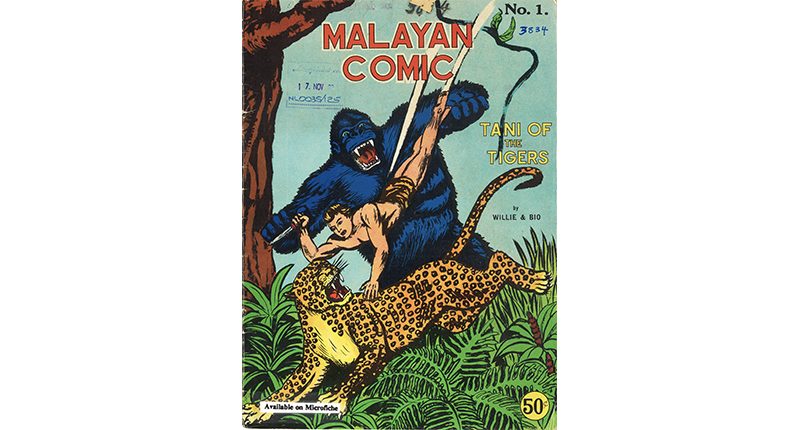 No. 1.
3834
MALAYAN
COMIC
17. NOV
NL0035/125
TANI OF
THE
TIGERS
by
WILLIE & BIO
Available on Microfiche
50¢